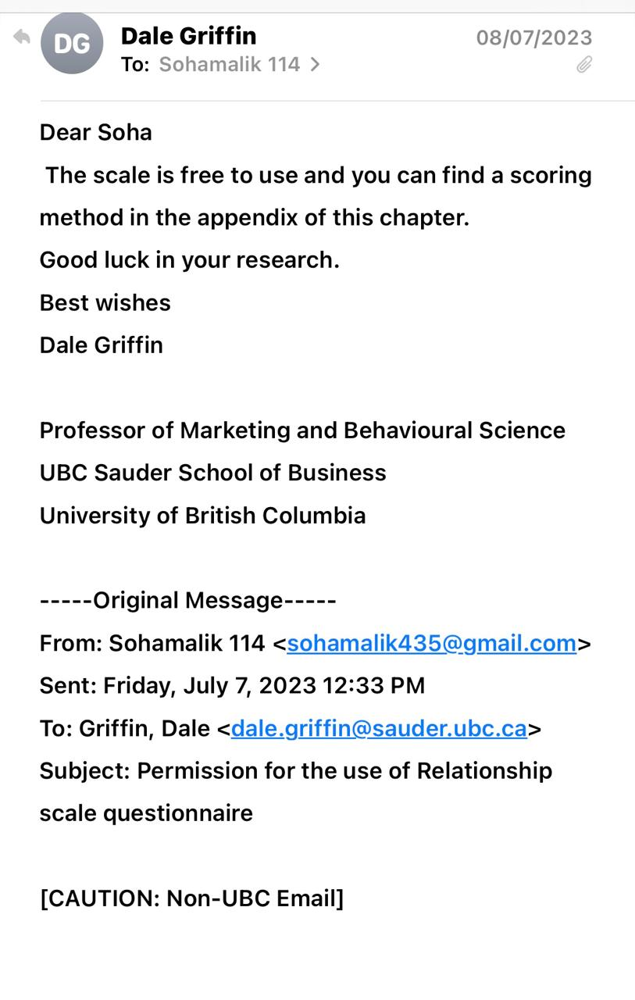 DG
Dale Griffin
08/07/2023
To: Sohamalik 114
Dear Soha
The scale is free to use and you can find a scoring
method in the appendix of this chapter.
Good luck in your research.
Best wishes
Dale Griffin
Professor of Marketing and Behavioural Science
UBC Sauder School of Business
University of British Columbia
-----Original Message-----
From: Sohamalik 114 <sohamalik435@gmail.com>
Sent: Friday, July 7, 2023 12:33 PM
To: Griffin, Dale <dale.griffin@sauder.ubc.ca>
Subject: Permission for the use of Relationship
scale questionnaire
[CAUTION: Non-UBC Email]